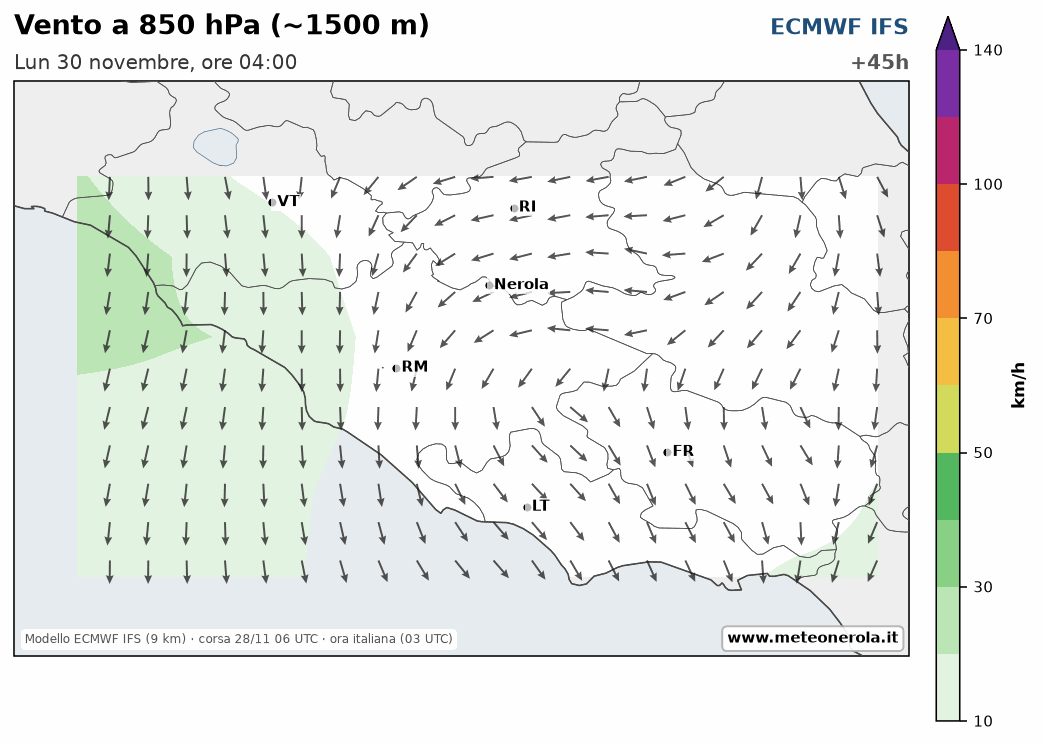 Vento a 850 hPa (~1500 m)
ECMWF IFS
Lun 30 novembre, ore 04:00
+45h
140
100
70
50
30
10
km/h
VT
RI
Nerola
RM
FR
LT
Modello ECMWF IFS (9 km) · corsa 28/11 06 UTC · ora italiana (03 UTC)
www.meteonerola.it